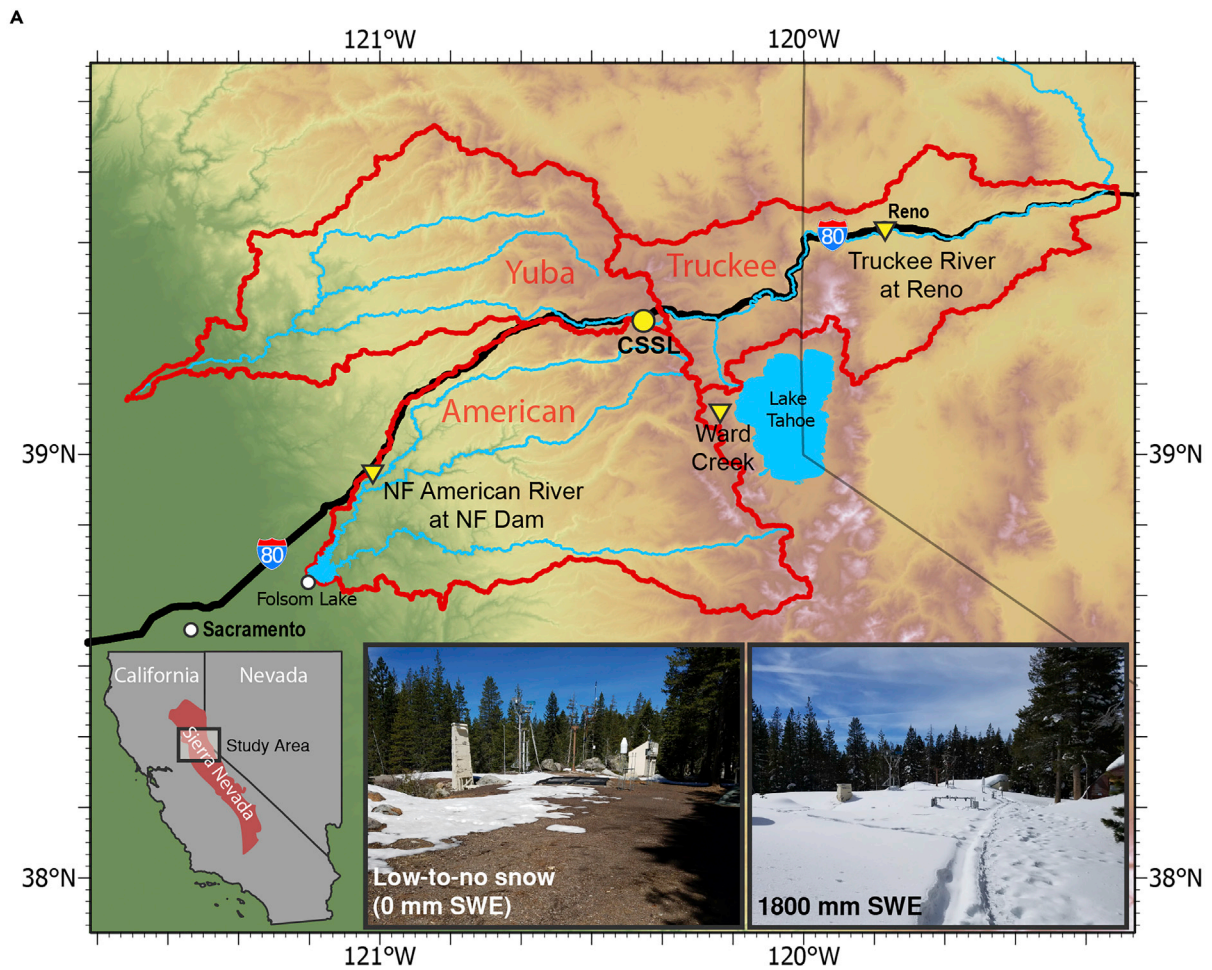 A
121°W
120°W
Reno
80
Truckee River
at Reno
Yuba
Truckee
CSSL
American
Lake
Tahoe
Ward
Creek
39°N
39°N
NF American River
at NF Dam
80
Folsom Lake
Sacramento
California
Nevada
Study Area
Sierra Nevada
Low-to-no snow
(0 mm SWE)
1800 mm SWE
38°N
38°N
121°W
120°W